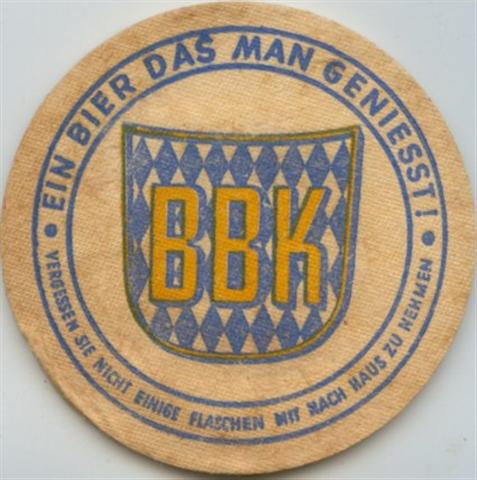 EIN BIER DAS MAN GENIESST!
BBK
VERGESSEN SIE NICHT EINIGE FLASCHEN MIT NACH HAUS ZU NEHMEN